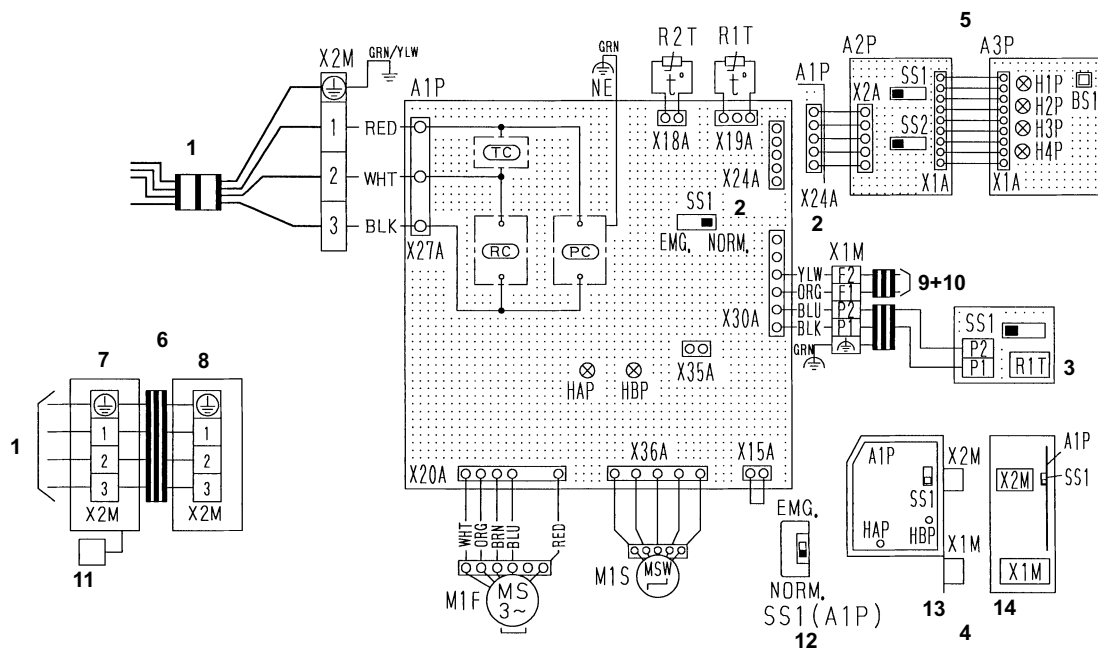 5
R2T R1T
GRN
GRN/YLW
X2M
A1P
NE
A1P
A2P
A3P
SS1
X2A
SS2
X1A
X1A
H1P
H2P
H3P
H4P
BS1
1
1
2
3
RED
WHT
BLK
X27A
TC
RC
PC
X18A
X19A
X24A
X24A
SS1
2
2
EMG. NORM.
X1M
YLW
ORG
BLU
BLK
GRN
F2
F1
P2
P1
9+10
X30A
X35A
HAP
HBP
SS1
P2
P1
R1T
3
6
7
8
1
1
2
3
X2M
1
2
3
X2M
11
X20A
X36A
X15A
WHT
ORG
BRN
BLU
RED
M1F
MS
3~
M1S
MSW
EMG.
NORM.
SS1(A1P)
12
A1P
SS1
HAP
HBP
X2M
X1M
13
X2M
A1P
SS1
X1M
14
4